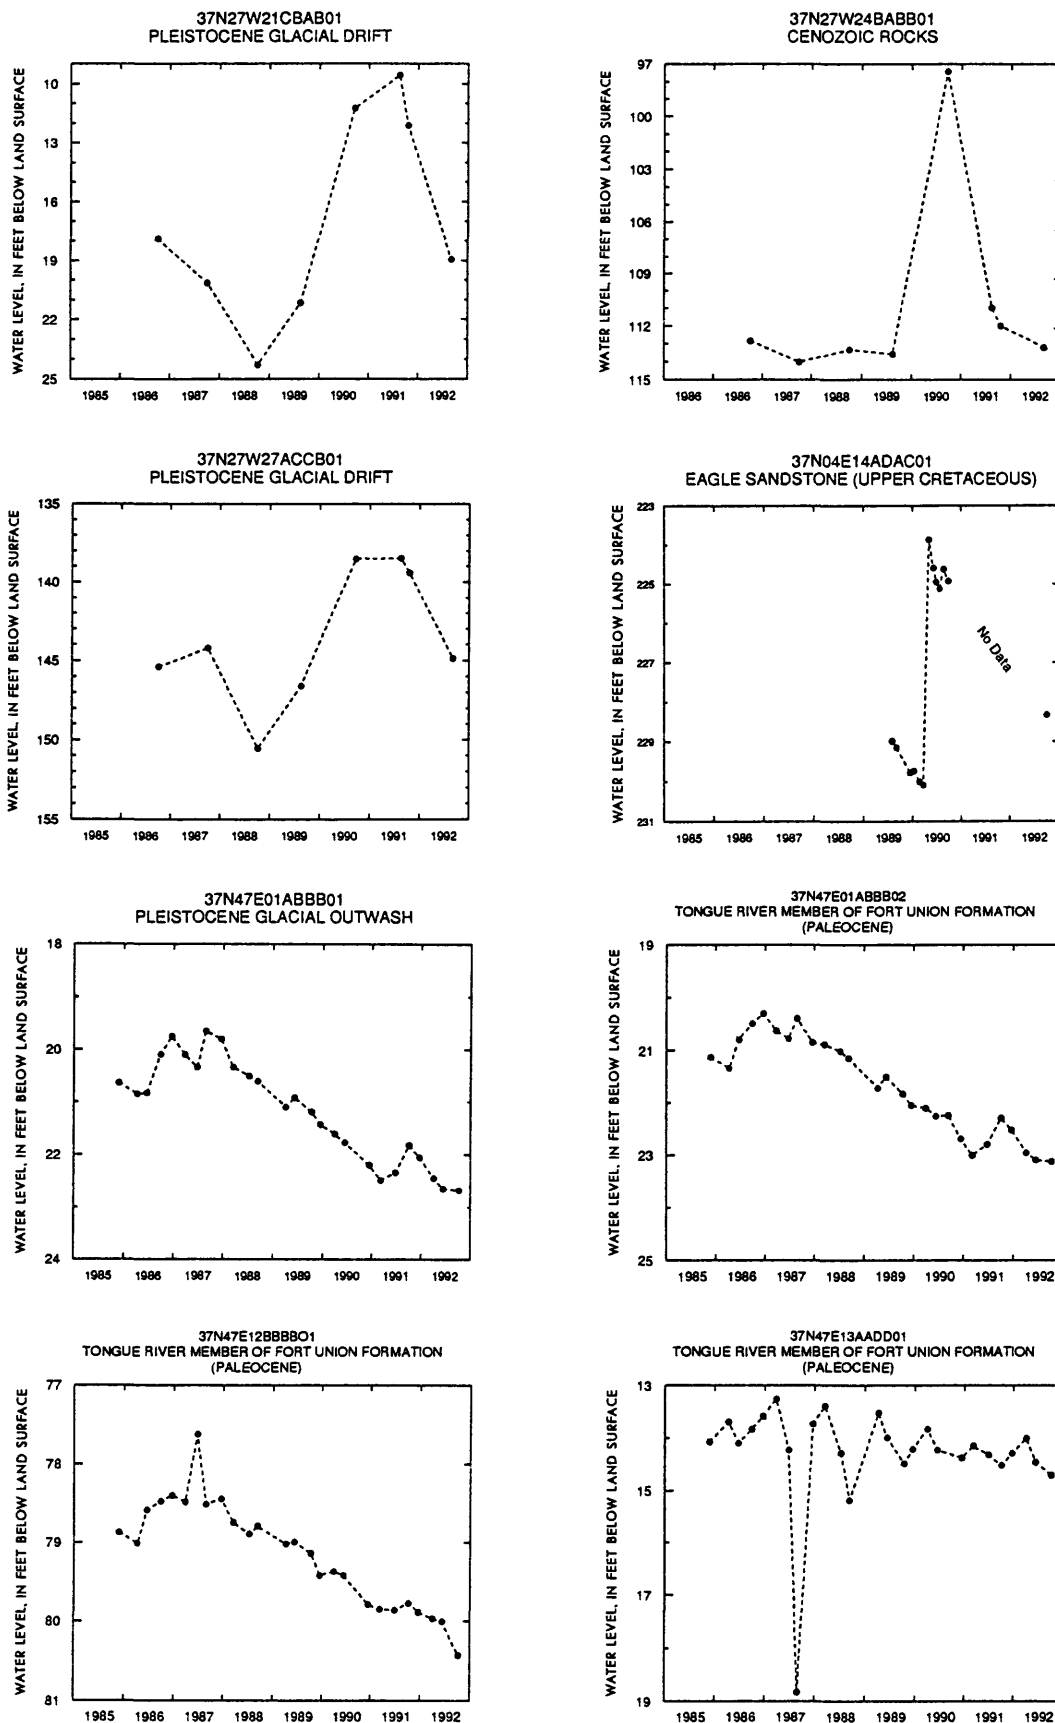 37N27W21CBAB01
PLEISTOCENE GLACIAL DRIFT
WATER LEVEL, IN FEET BELOW LAND SURFACE
10
13
16
19
22
25
1985 1986 1987 1988 1989 1990 1991 1992
37N27W24BABB01
CENOZOIC ROCKS
WATER LEVEL, IN FEET BELOW LAND SURFACE
97
100
103
106
109
112
115
1986 1986 1987 1988 1989 1990 1991 1992
37N27W27ACCB01
PLEISTOCENE GLACIAL DRIFT
WATER LEVEL, IN FEET BELOW LAND SURFACE
135
140
145
150
155
1985 1986 1987 1988 1989 1990 1991 1992
37N04E14ADAC01
EAGLE SANDSTONE (UPPER CRETACEOUS)
WATER LEVEL, IN FEET BELOW LAND SURFACE
223
225
227
229
231
No Data
1985 1986 1987 1988 1989 1990 1991 1992
37N47E01ABBB01
PLEISTOCENE GLACIAL OUTWASH
WATER LEVEL, IN FEET BELOW LAND SURFACE
18
20
22
24
1985 1986 1987 1988 1989 1990 1991 1992
37N47E01ABBB02
TONGUE RIVER MEMBER OF FORT UNION FORMATION
(PALEOCENE)
WATER LEVEL, IN FEET BELOW LAND SURFACE
19
21
23
25
1985 1986 1987 1988 1989 1990 1991 1992
37N47E12BBBBO1
TONGUE RIVER MEMBER OF FORT UNION FORMATION
(PALEOCENE)
WATER LEVEL, IN FEET BELOW LAND SURFACE
77
78
79
80
81
1985 1986 1987 1988 1989 1990 1991 1992
37N47E13AADD01
TONGUE RIVER MEMBER OF FORT UNION FORMATION
(PALEOCENE)
WATER LEVEL, IN FEET BELOW LAND SURFACE
13
15
17
19
1985 1986 1987 1988 1989 1990 1991 1992